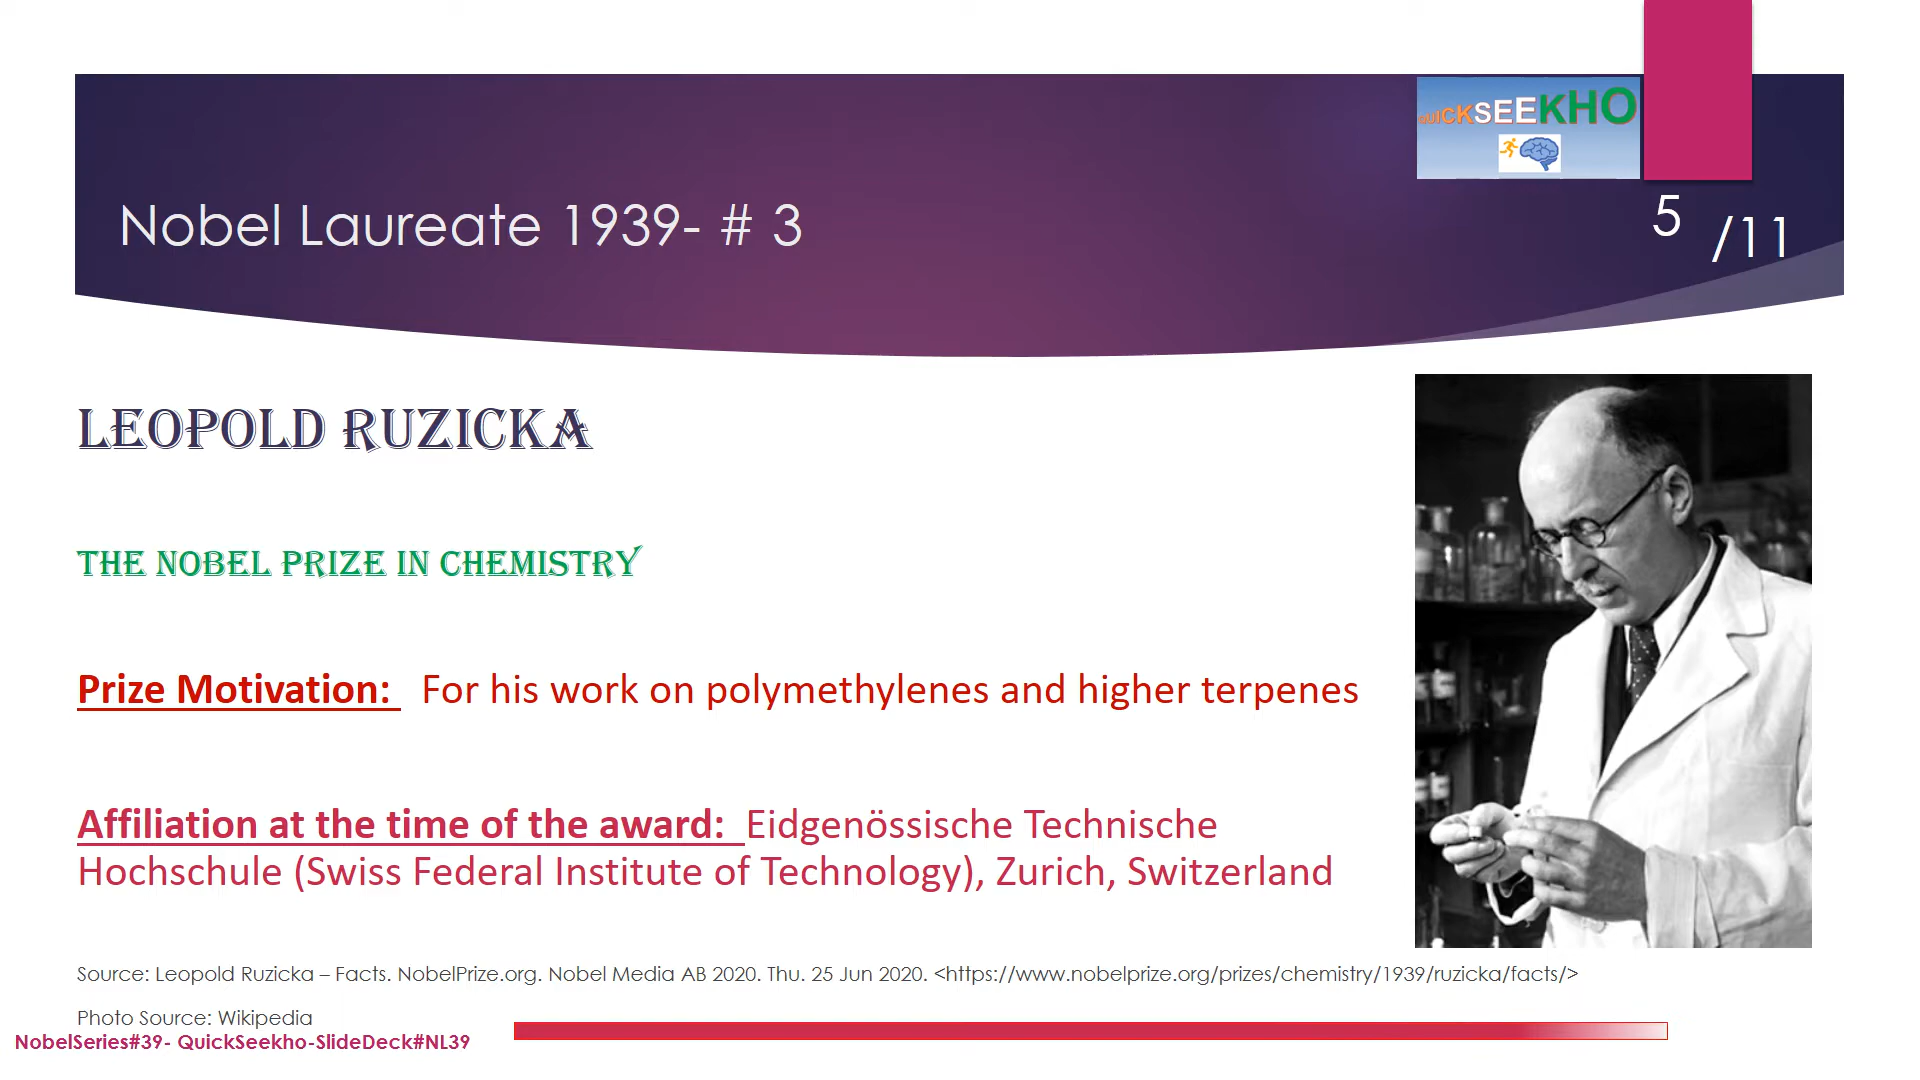 QUICKSEEKHO
Nobel Laureate 1939- # 3
5 /11
LEOPOLD RUZICKA
THE NOBEL PRIZE IN CHEMISTRY
Prize Motivation: For his work on polymethylenes and higher terpenes
Affiliation at the time of the award: Eidgenössische Technische
Hochschule (Swiss Federal Institute of Technology), Zurich, Switzerland
Source: Leopold Ruzicka – Facts. NobelPrize.org. Nobel Media AB 2020. Thu. 25 Jun 2020. <https://www.nobelprize.org/prizes/chemistry/1939/ruzicka/facts/>
Photo Source: Wikipedia
NobelSeries#39- QuickSeekho-SlideDeck#NL39